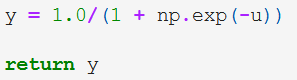 y = 1.0/(1 + np.exp(-u))
return y